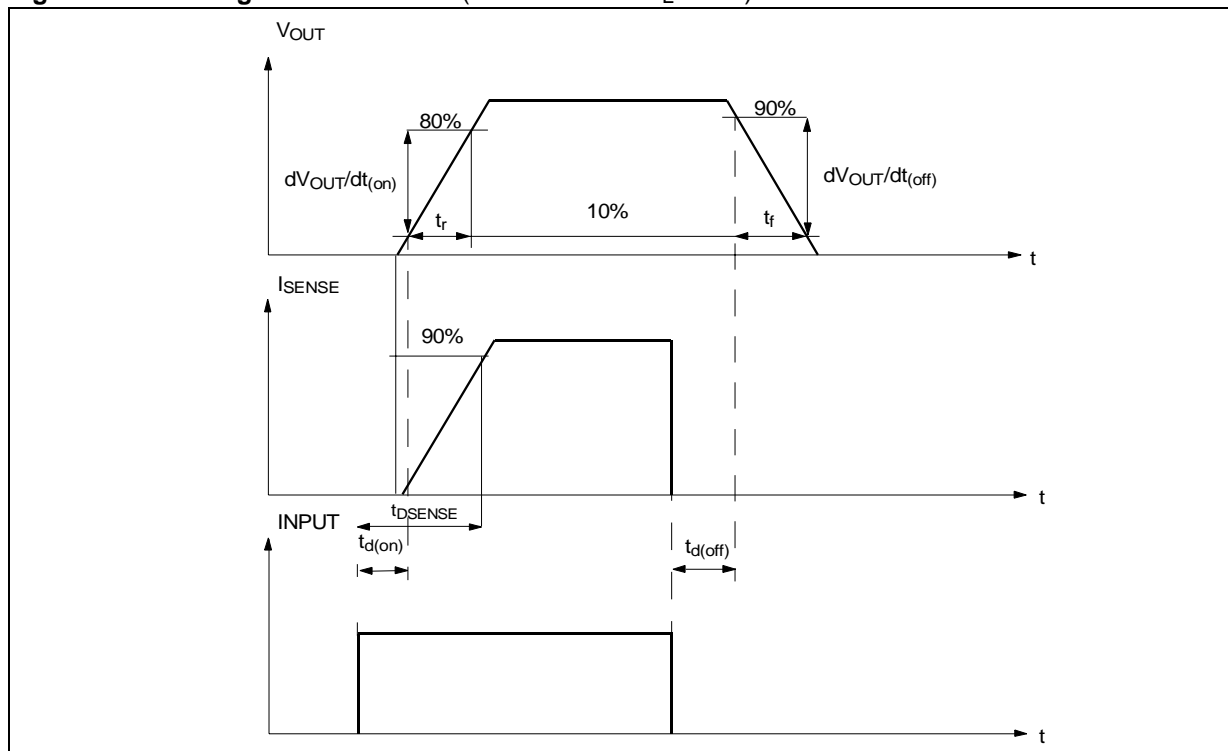 VOUT
80%
90%
dVOUT/dt(on)
dVOUT/dt(off)
tr
10%
tf
t
ISENSE
90%
t
INPUT
tDSENSE
td(on)
td(off)
t